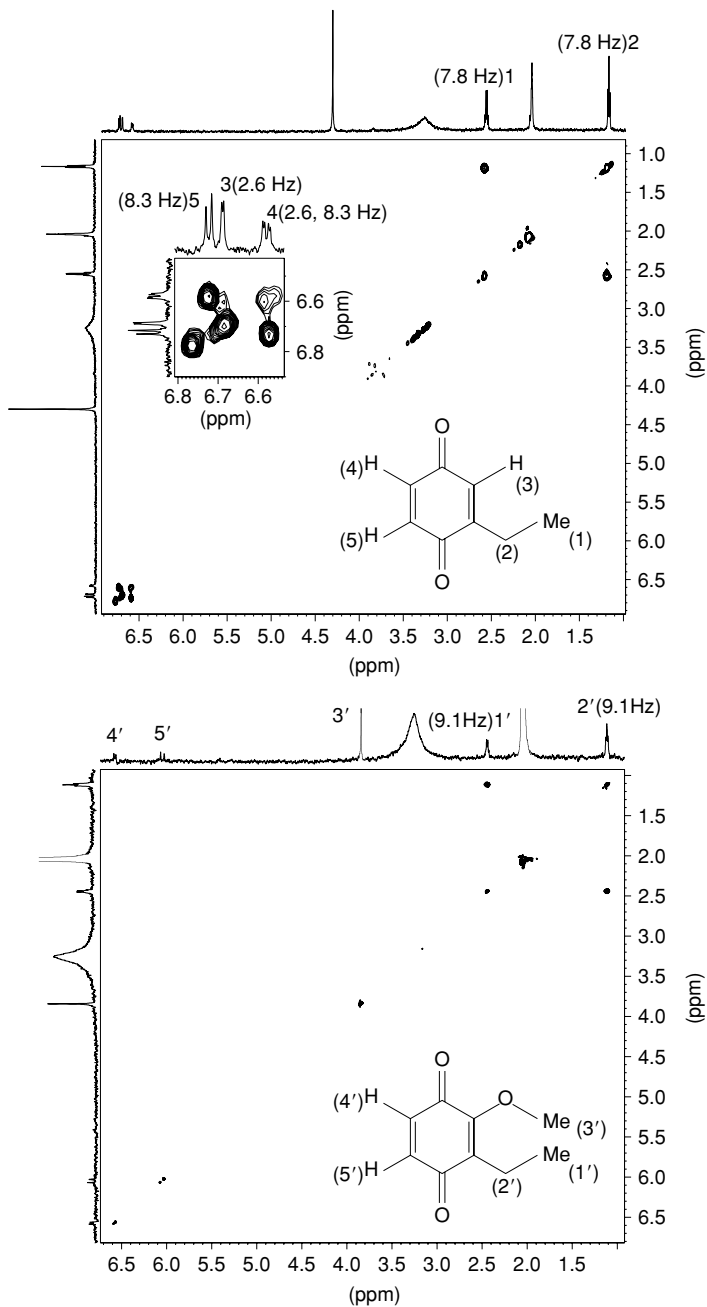 (7.8 Hz)2
(7.8 Hz)1
3(2.6 Hz)
(8.3 Hz)5
4(2.6, 8.3 Hz)
6.6
6.8
(ppm)
6.8 6.7 6.6
(ppm)
1.0
1.5
2.0
2.5
3.0
3.5
4.0
4.5
5.0
5.5
6.0
6.5
(ppm)
O
(4) H
H
(3)
(5) H
Me
(2)
(1)
O
6.5 6.0 5.5 5.0 4.5 4.0 3.5 3.0 2.5 2.0 1.5
(ppm)
4′
5′
3′
(9.1Hz)1′
2′(9.1Hz)
1.5
2.0
2.5
3.0
3.5
4.0
4.5
5.0
5.5
6.0
6.5
(ppm)
O
(4′) H
O
Me (3′)
(5′) H
Me
(2′)
(1′)
O
6.5 6.0 5.5 5.0 4.5 4.0 3.5 3.0 2.5 2.0 1.5
(ppm)